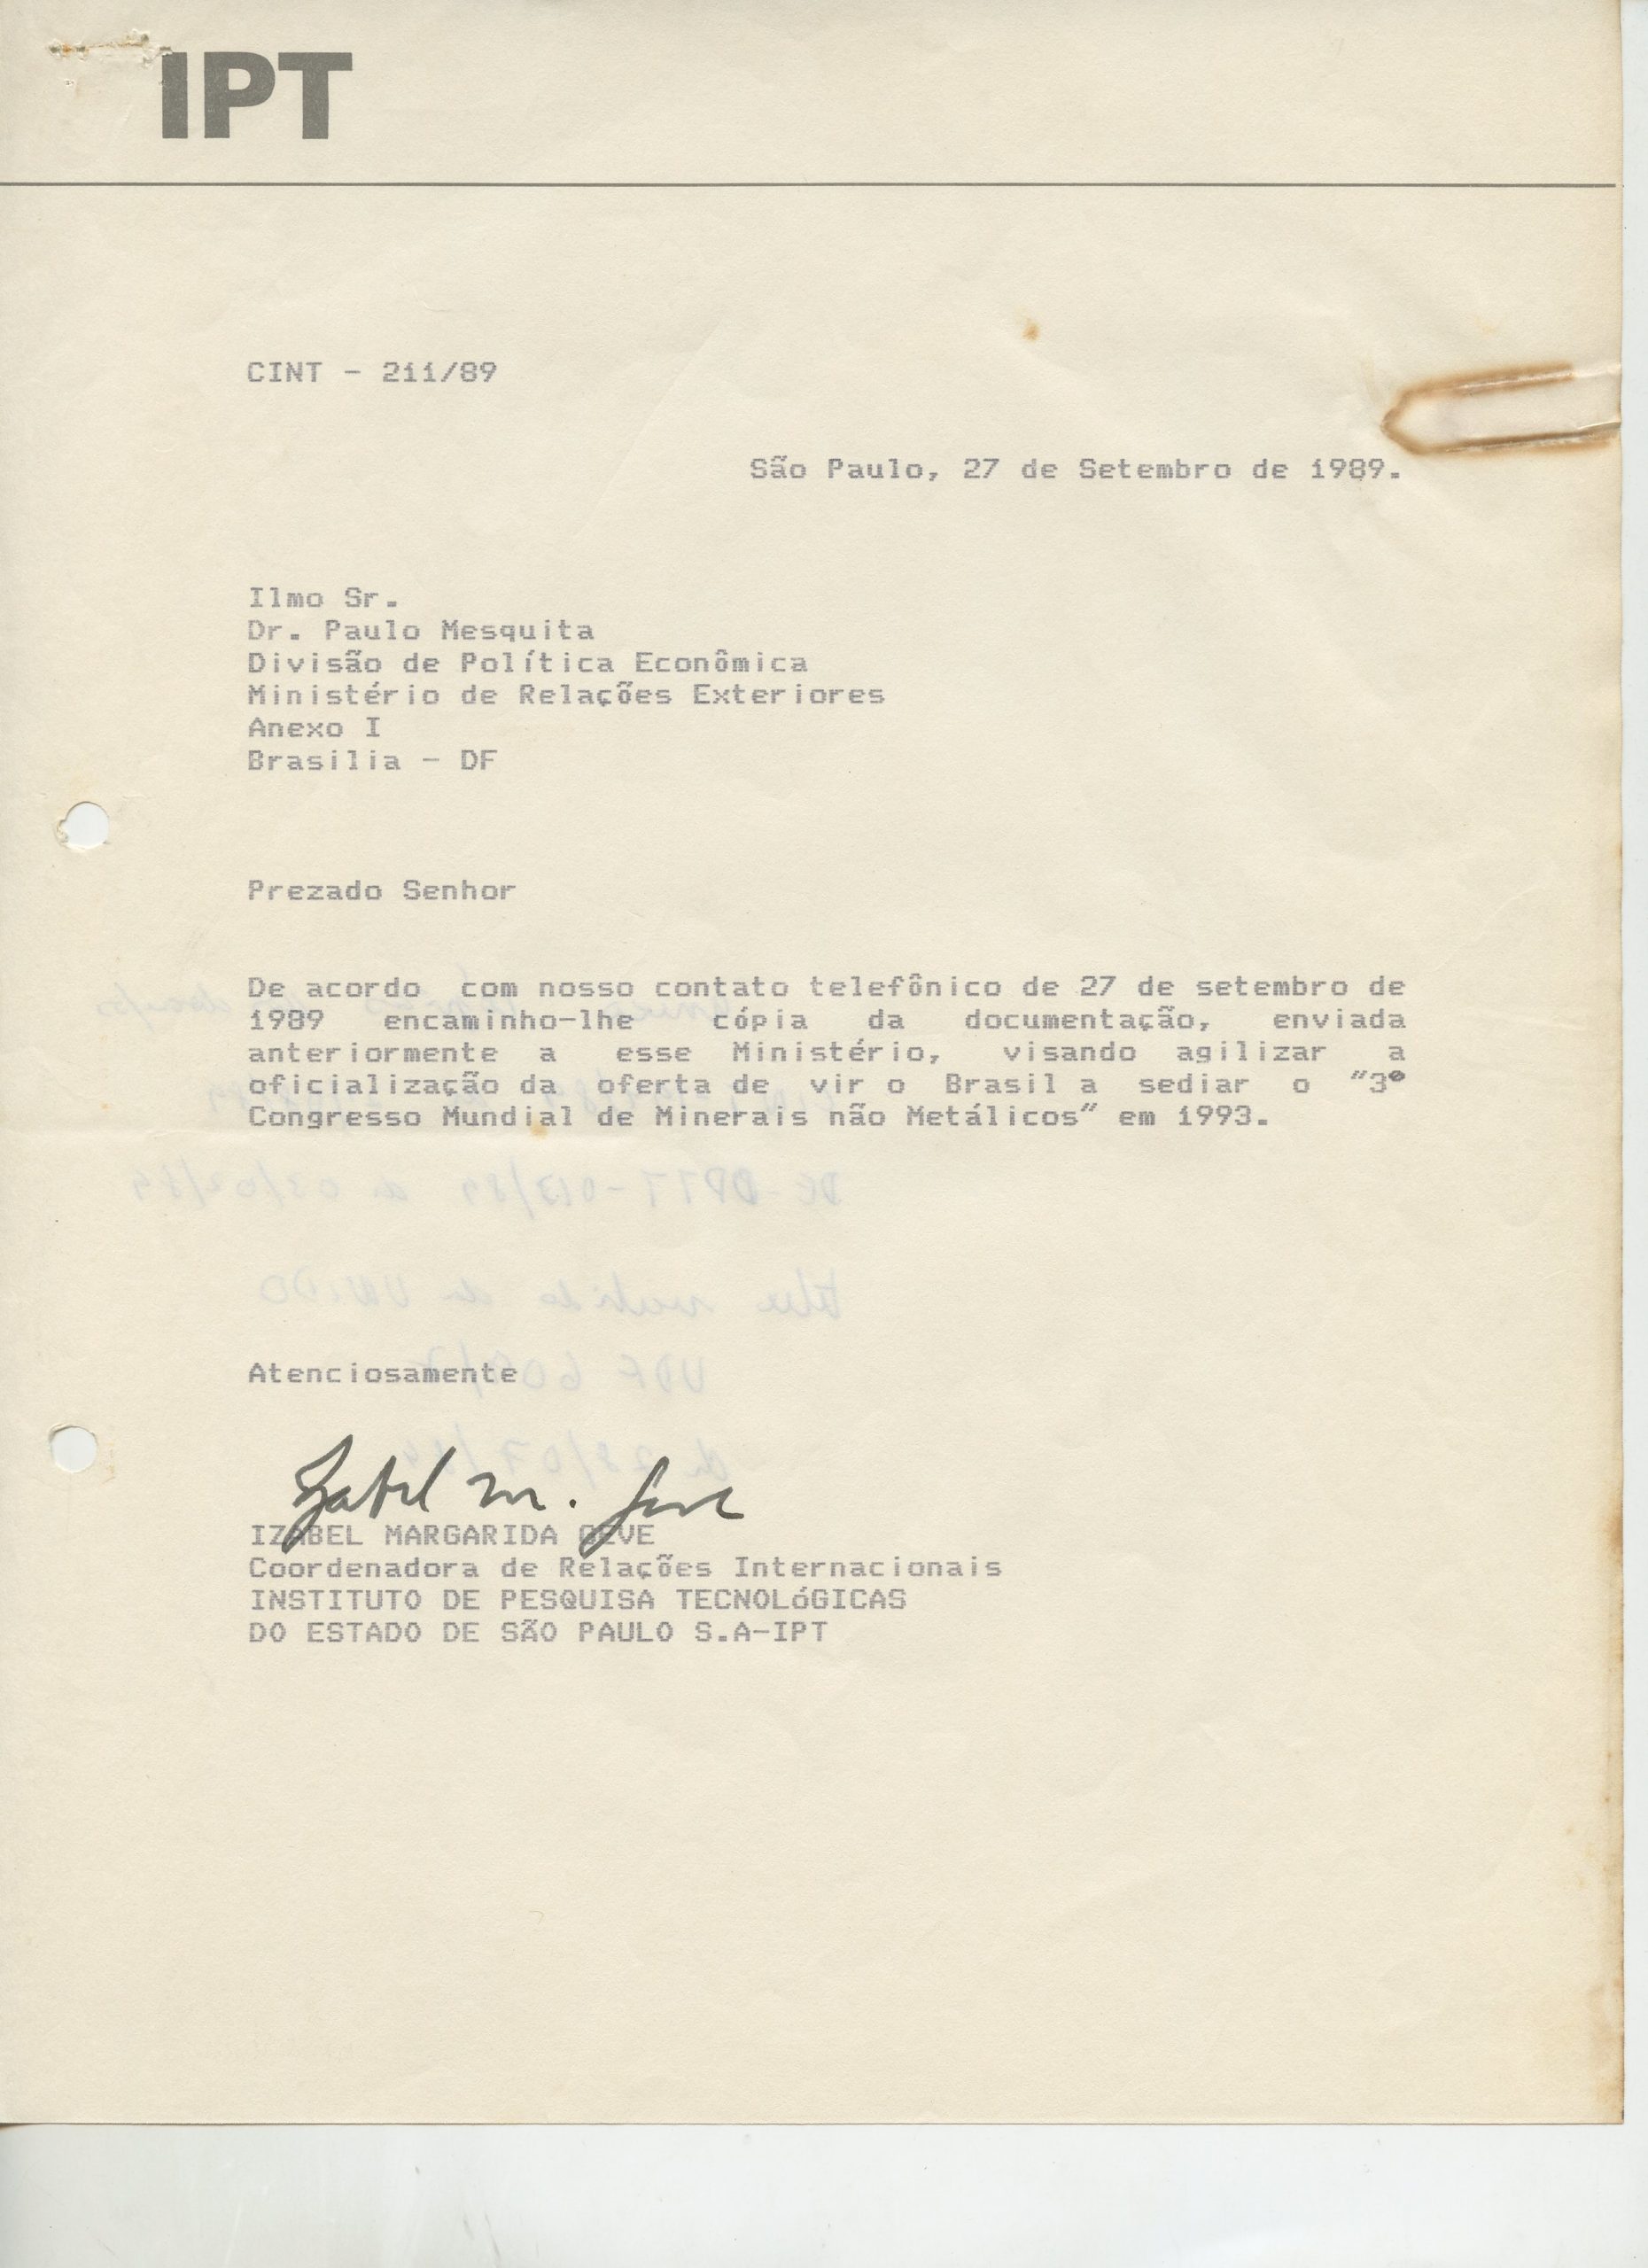 IPT
CINT - 211/89
São Paulo, 27 de Setembro de 1989.
Ilmo Sr.
Dr. Paulo Mesquita
Divisão de Política Econômica
Ministério de Relações Exteriores
Anexo I
Brasilia - DF
Prezado Senhor
De acordo com nosso contato telefônico de 27 de setembro de
1989 encaminho-lhe cópia da documentação, enviada
anteriormente a esse Ministério, visando agilizar a
oficialização da oferta de vir o Brasil a sediar o "3º
Congresso Mundial de Minerais não Metálicos" em 1993.
Atenciosamente
Izabel M.
IZABEL MARGARIDA GEVE
Coordenadora de Relações Internacionais
INSTITUTO DE PESQUISA TECNOLóGICAS
DO ESTADO DE SÃO PAULO S.A-IPT